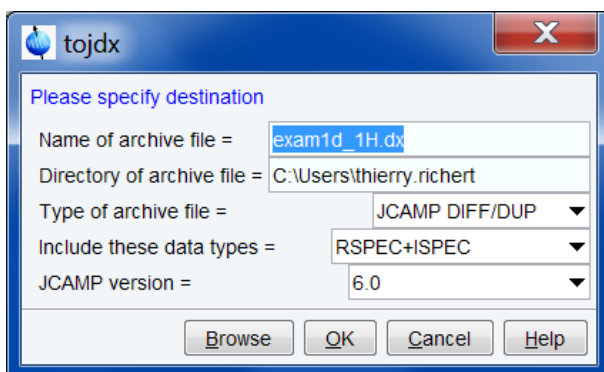 tojdx
Please specify destination
Name of archive file = exam1d_1H.dx
Directory of archive file = C:\Users\thierry.richert
Type of archive file = JCAMP DIFF/DUP
Include these data types = RSPEC+ISPEC
JCAMP version = 6.0
Browse OK Cancel Help